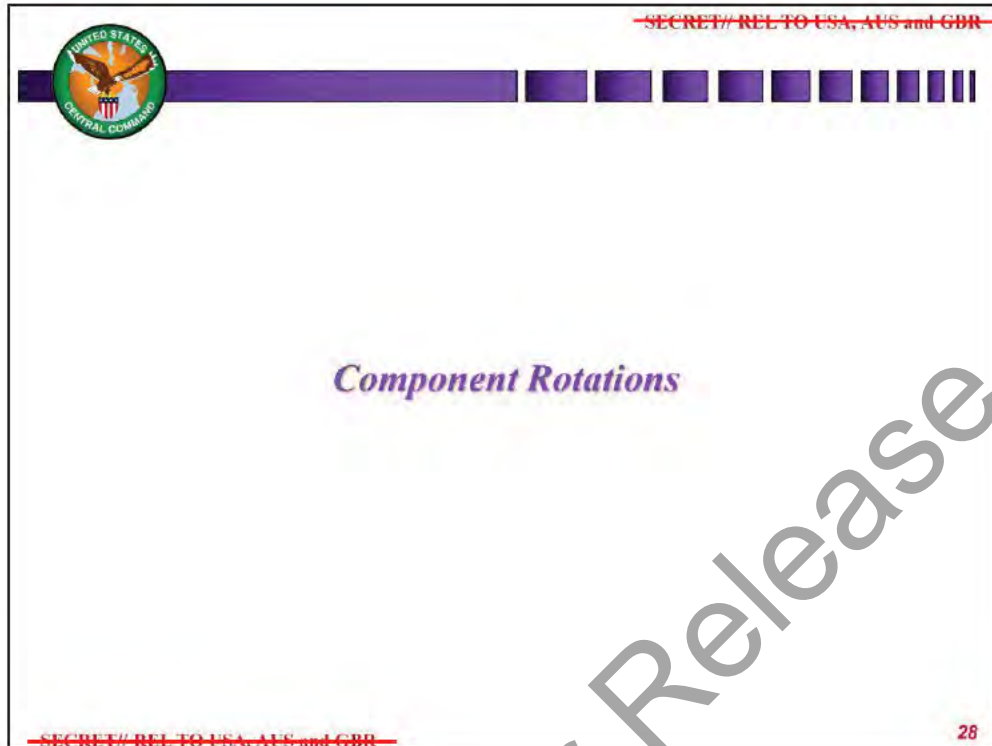 SECRET// REL TO USA, AUS and GBR
UNITED STATES
CENTRAL COMMAND
Component Rotations
Release
SECRET// REL TO USA, AUS and GBR
28